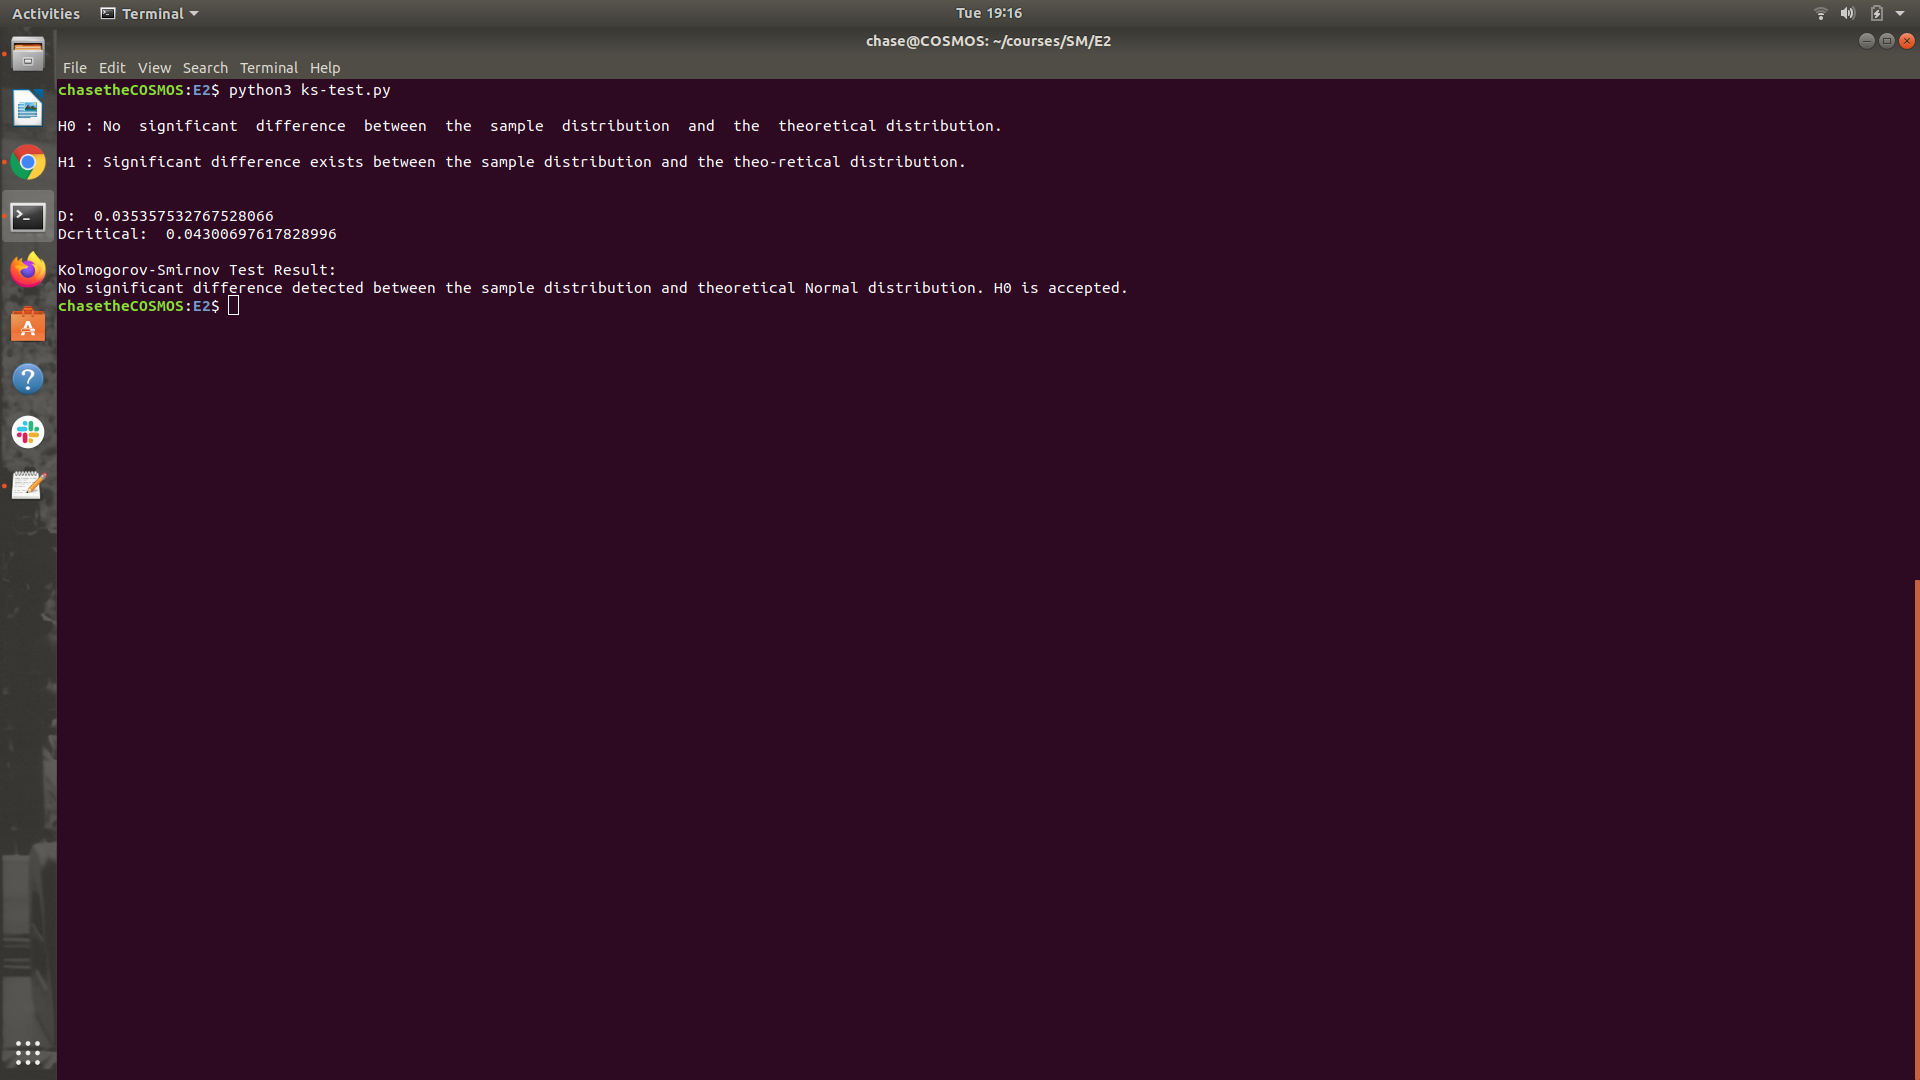 Activities Terminal Tue 19:16
chase@COSMOS: ~/courses/SM/E2
File Edit View Search Terminal Help
chasetheCOSMOS:E2$ python3 ks-test.py
H0 : No  significant  difference  between  the  sample  distribution  and  the  theoretical distribution.
H1 : Significant difference exists between the sample distribution and the theo-retical distribution.
D:  0.035357532767528066
Dcritical:  0.04300697617828996
Kolmogorov-Smirnov Test Result:
No significant difference detected between the sample distribution and theoretical Normal distribution. H0 is accepted.
chasetheCOSMOS:E2$